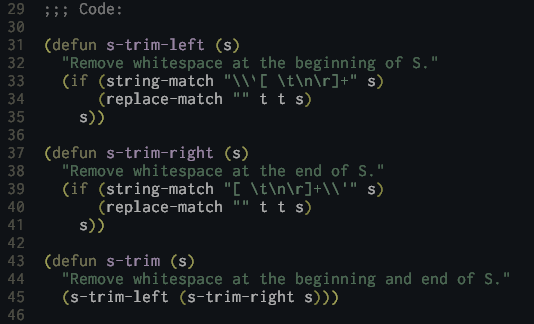 29 ;;; Code:
30
31 (defun s-trim-left (s)
32   "Remove whitespace at the beginning of S."
33   (if (string-match "\\`[ \t\n\r]+" s)
34       (replace-match "" t t s)
35     s))
36
37 (defun s-trim-right (s)
38   "Remove whitespace at the end of S."
39   (if (string-match "[ \t\n\r]+\\'" s)
40       (replace-match "" t t s)
41     s))
42
43 (defun s-trim (s)
44   "Remove whitespace at the beginning and end of S."
45   (s-trim-left (s-trim-right s)))
46